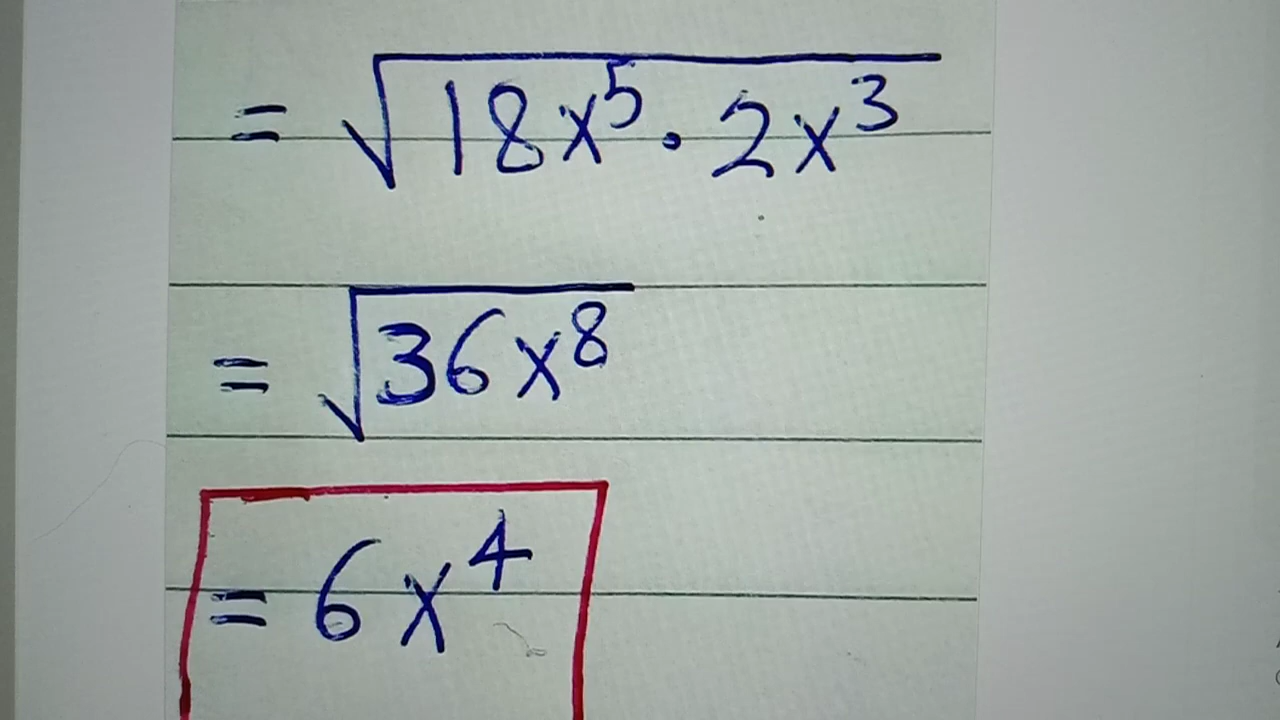 = √18x⁵ · 2x³
= √36x⁸
= 6x⁴